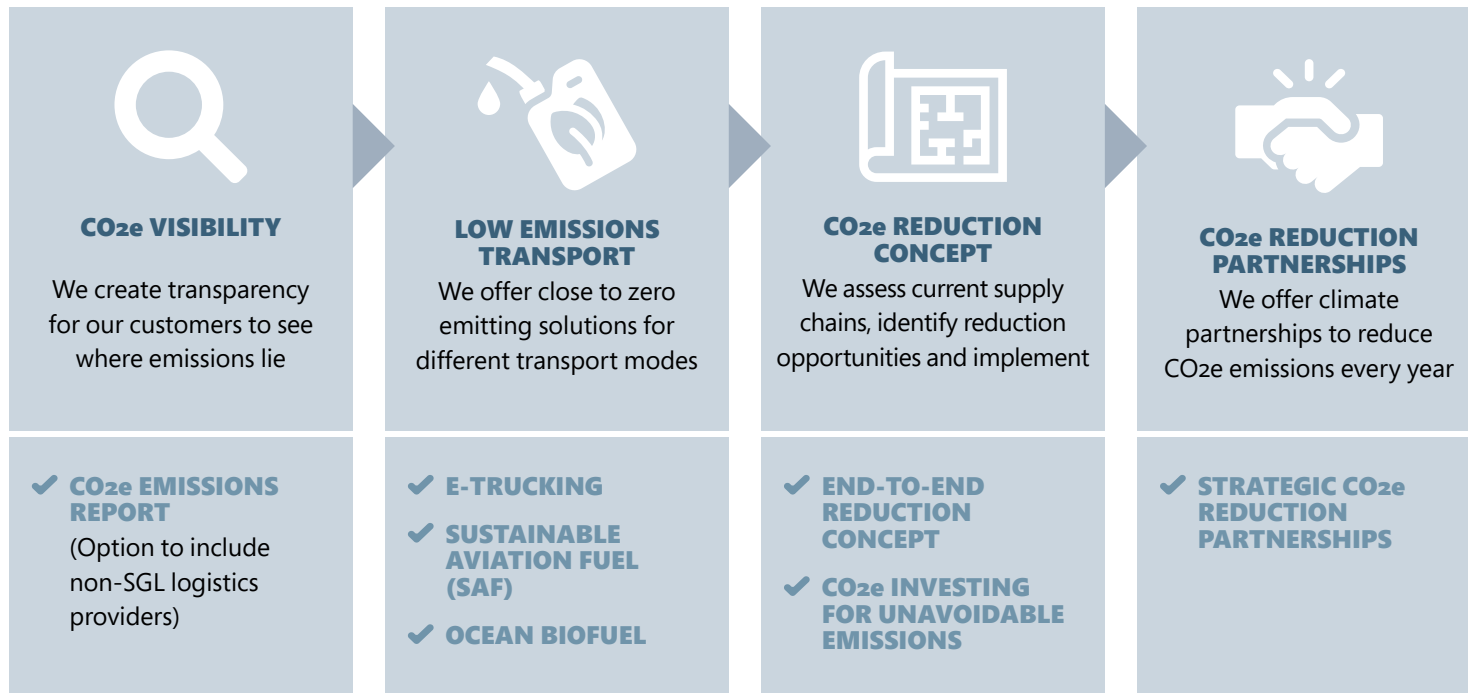 CO2e VISIBILITY
We create transparency
for our customers to see
where emissions lie
LOW EMISSIONS
TRANSPORT
We offer close to zero
emitting solutions for
different transport modes
CO2e REDUCTION
CONCEPT
We assess current supply
chains, identify reduction
opportunities and implement
CO2e REDUCTION
PARTNERSHIPS
We offer climate
partnerships to reduce
CO2e emissions every year
CO2e EMISSIONS
REPORT
(Option to include
non-SGL logistics
providers)
E-TRUCKING
SUSTAINABLE
AVIATION FUEL
(SAF)
OCEAN BIOFUEL
END-TO-END
REDUCTION
CONCEPT
CO2e INVESTING
FOR UNAVOIDABLE
EMISSIONS
STRATEGIC CO2e
REDUCTION
PARTNERSHIPS